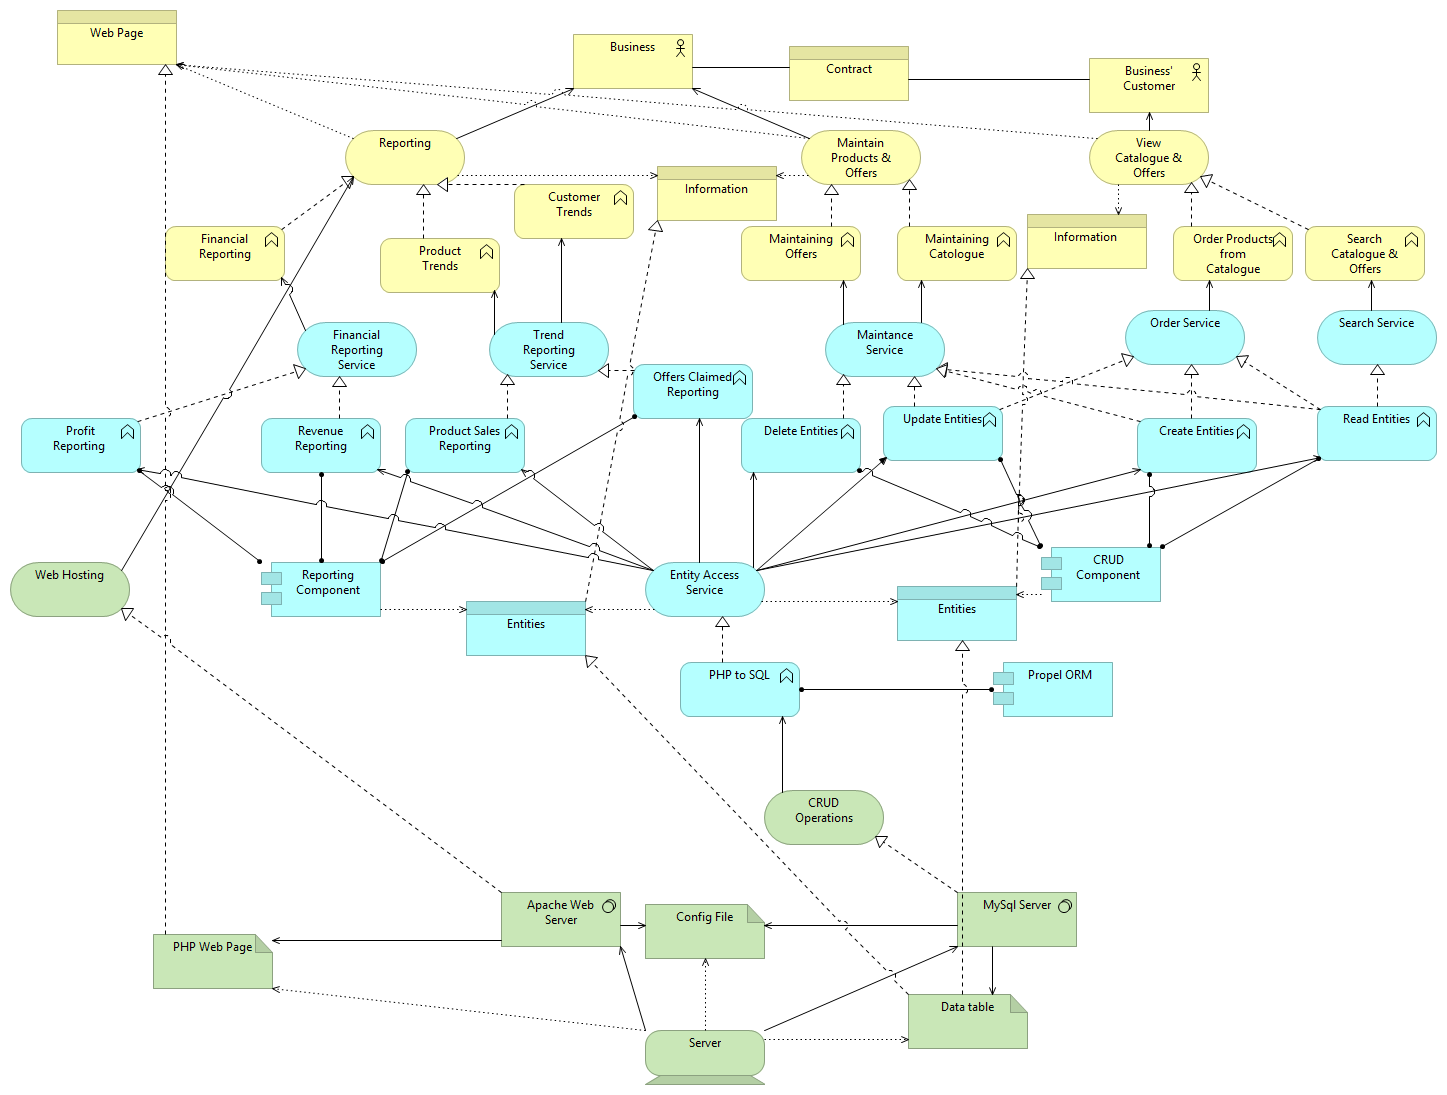 Web Page
Business
Contract
Business'
Customer
Reporting
Maintain
Products &
Offers
View
Catalogue &
Offers
Information
Customer
Trends
Financial
Reporting
Product
Trends
Maintaining
Offers
Maintaining
Catologue
Information
Order Products
from
Catalogue
Search
Catalogue &
Offers
Financial
Reporting
Service
Trend
Reporting
Service
Maintance
Service
Order Service
Search Service
Offers Claimed
Reporting
Profit
Reporting
Revenue
Reporting
Product Sales
Reporting
Delete Entities
Update Entities
Create Entities
Read Entities
Web Hosting
Reporting
Component
Entity Access
Service
CRUD
Component
Entities
Entities
PHP to SQL
Propel ORM
CRUD
Operations
Apache Web
Server
Config File
MySql Server
PHP Web Page
Data table
Server